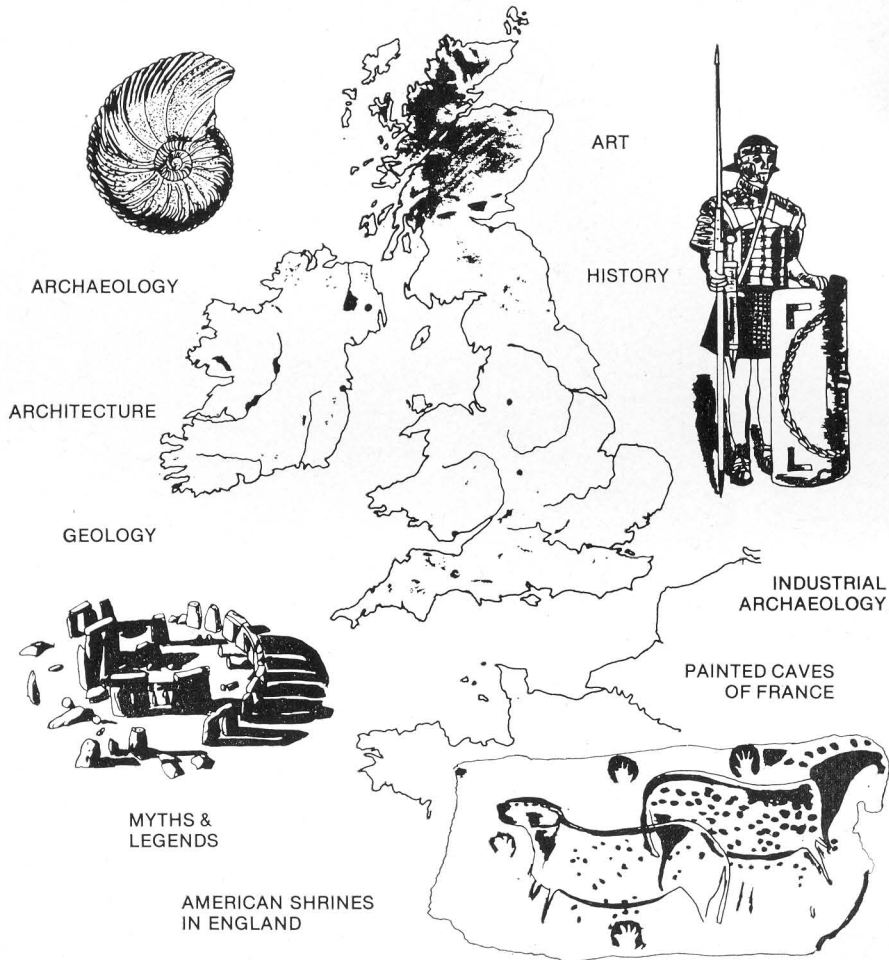 ART
HISTORY
ARCHAEOLOGY
ARCHITECTURE
GEOLOGY
INDUSTRIAL
ARCHAEOLOGY
PAINTED CAVES
OF FRANCE
MYTHS &
LEGENDS
AMERICAN SHRINES
IN ENGLAND